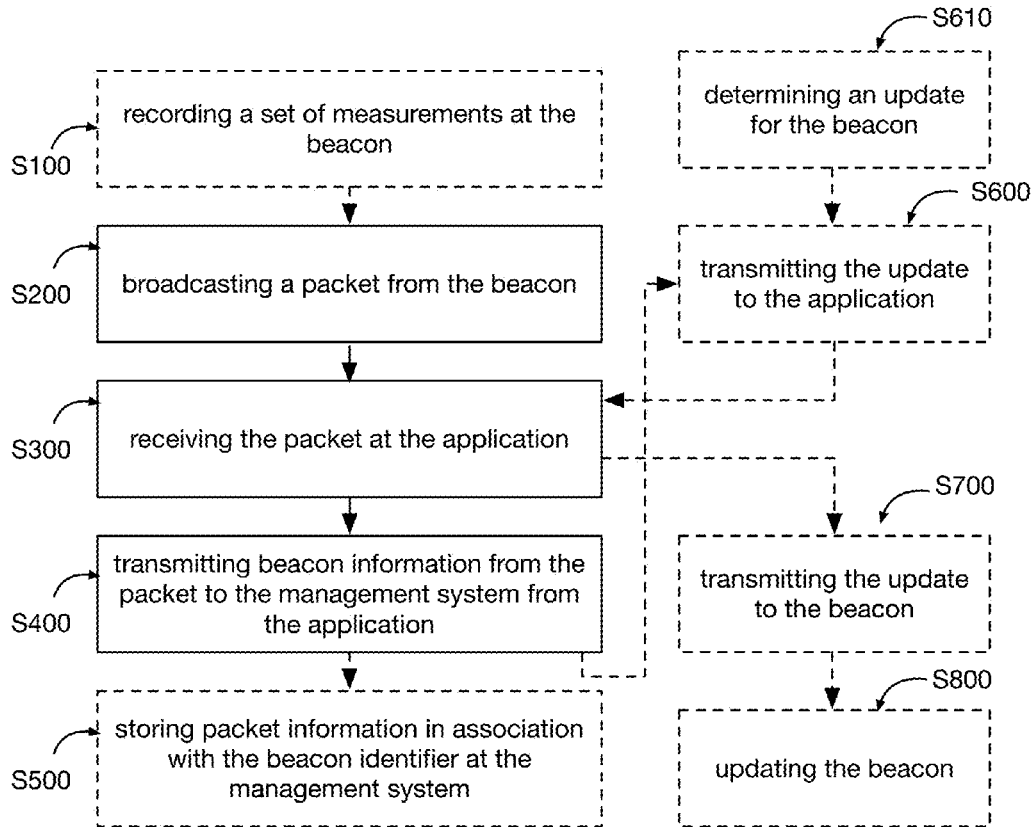 S610
determining an update
for the beacon
recording a set of measurements at the
beacon
S100
S600
transmitting the update
to the application
broadcasting a packet from the beacon
S200
receiving the packet at the application
S300
S700
transmitting the update
to the beacon
transmitting beacon information from the
packet to the management system from
the application
S400
S800
updating the beacon
storing packet information in association
with the beacon identifier at the
management system
S500